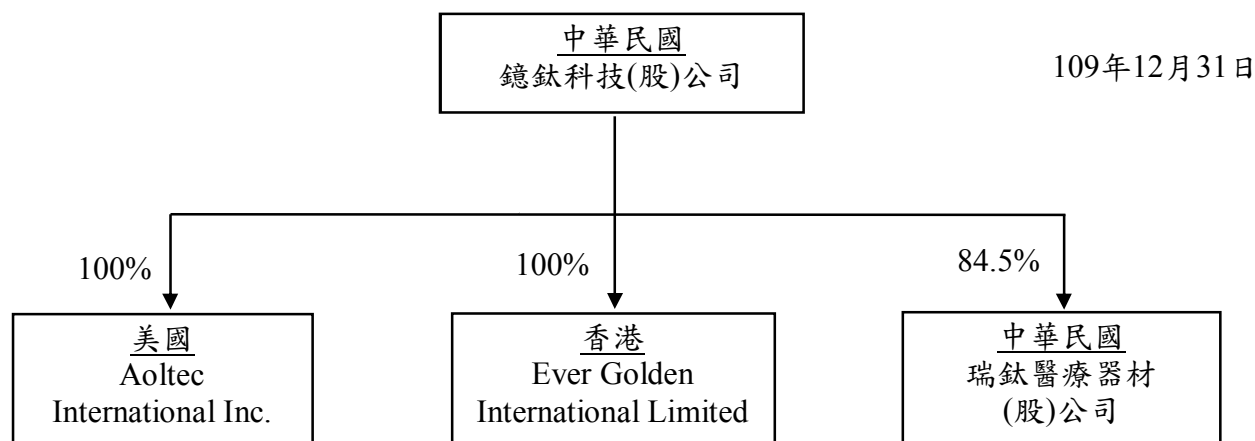 中華民國
鐿鈦科技(股)公司
109年12月31日
100%
100%
84.5%
美國
Aoltec
International Inc.
香港
Ever Golden
International Limited
中華民國
瑞鈦醫療器材
(股)公司